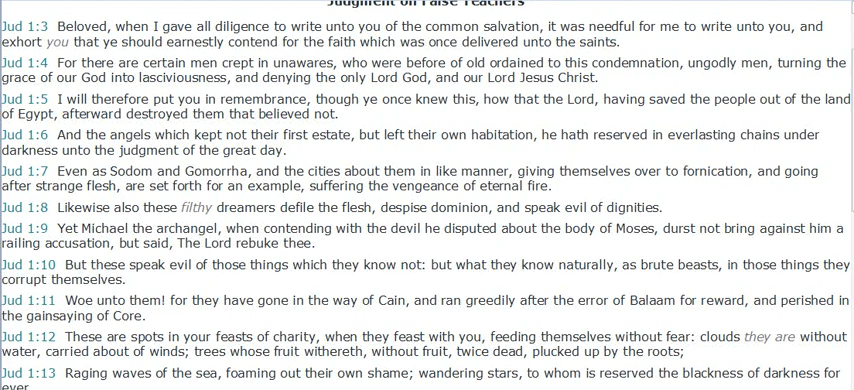 Judgment on False Teachers
Jud 1:3 Beloved, when I gave all diligence to write unto you of the common salvation, it was needful for me to write unto you, and
exhort you that ye should earnestly contend for the faith which was once delivered unto the saints.
Jud 1:4 For there are certain men crept in unawares, who were before of old ordained to this condemnation, ungodly men, turning the
grace of our God into lasciviousness, and denying the only Lord God, and our Lord Jesus Christ.
Jud 1:5 I will therefore put you in remembrance, though ye once knew this, how that the Lord, having saved the people out of the land
of Egypt, afterward destroyed them that believed not.
Jud 1:6 And the angels which kept not their first estate, but left their own habitation, he hath reserved in everlasting chains under
darkness unto the judgment of the great day.
Jud 1:7 Even as Sodom and Gomorrha, and the cities about them in like manner, giving themselves over to fornication, and going
after strange flesh, are set forth for an example, suffering the vengeance of eternal fire.
Jud 1:8 Likewise also these filthy dreamers defile the flesh, despise dominion, and speak evil of dignities.
Jud 1:9 Yet Michael the archangel, when contending with the devil he disputed about the body of Moses, durst not bring against him a
railing accusation, but said, The Lord rebuke thee.
Jud 1:10 But these speak evil of those things which they know not: but what they know naturally, as brute beasts, in those things they
corrupt themselves.
Jud 1:11 Woe unto them! for they have gone in the way of Cain, and ran greedily after the error of Balaam for reward, and perished in
the gainsaying of Core.
Jud 1:12 These are spots in your feasts of charity, when they feast with you, feeding themselves without fear: clouds they are without
water, carried about of winds; trees whose fruit withereth, without fruit, twice dead, plucked up by the roots;
Jud 1:13 Raging waves of the sea, foaming out their own shame; wandering stars, to whom is reserved the blackness of darkness for
ever.